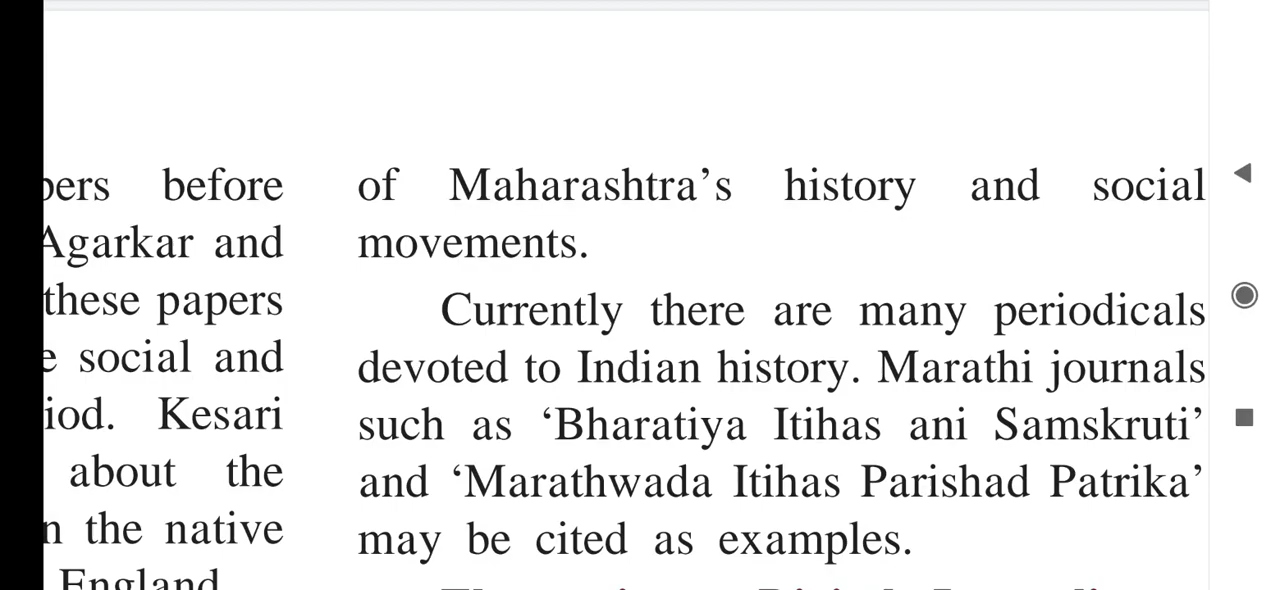 before
Agarkar and
these papers
social and
Kesari
about the
the native
England
of Maharashtra's history and social
movements.
Currently there are many periodicals
devoted to Indian history. Marathi journals
such as ‘Bharatiya Itihas ani Samskruti’
and ‘Marathwada Itihas Parishad Patrika’
may be cited as examples.